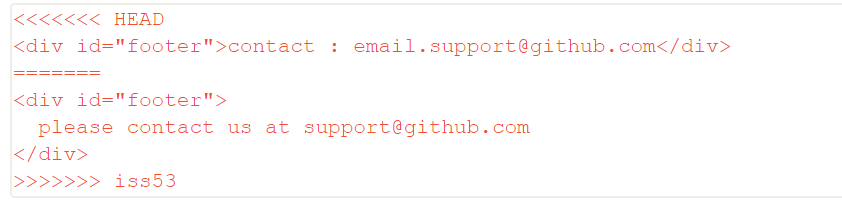 <<<<<<< HEAD
<div id="footer">contact : email.support@github.com</div>
=======
<div id="footer">
  please contact us at support@github.com
</div>
>>>>>>> iss53